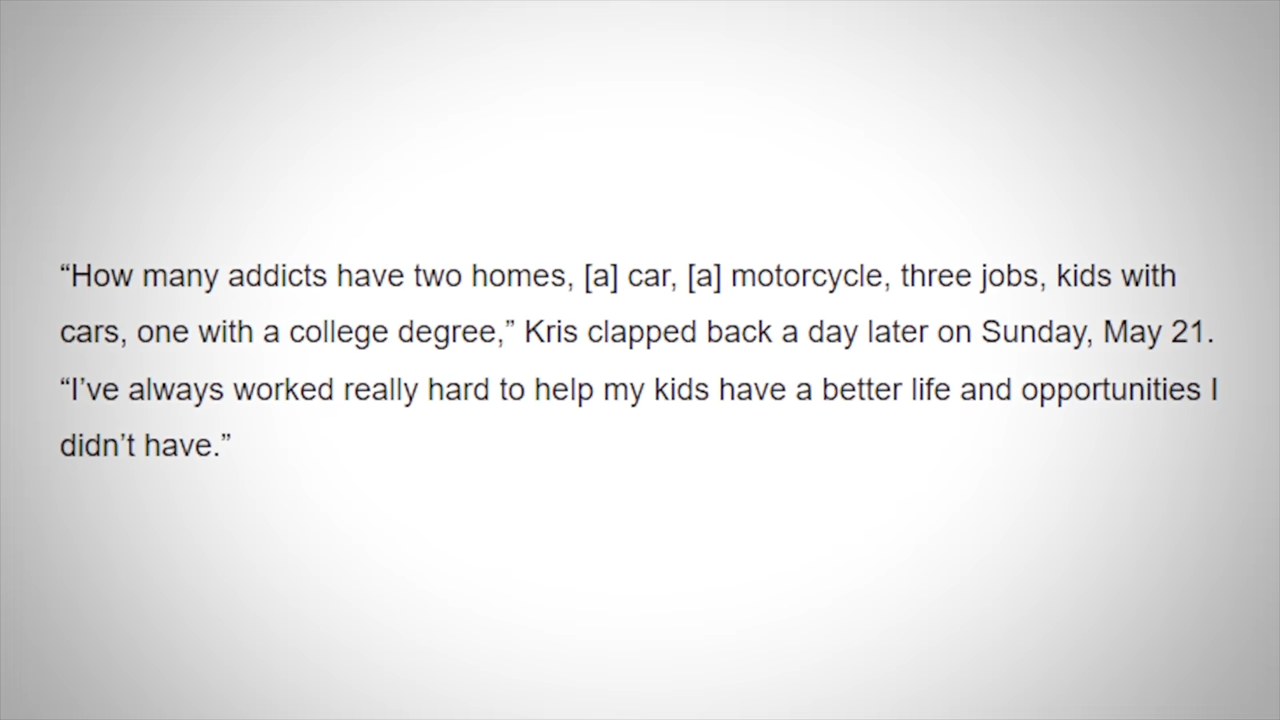 “How many addicts have two homes, [a] car, [a] motorcycle, three jobs, kids with
cars, one with a college degree,” Kris clapped back a day later on Sunday, May 21.
“I’ve always worked really hard to help my kids have a better life and opportunities I
didn’t have.”